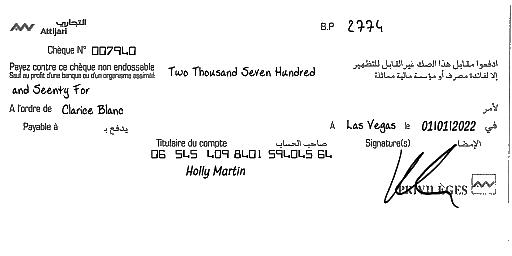 التجاري
Attijari
B.P 2774
Chèque N° 007940
Payez contre ce chèque non endossable
Sauf au profit d'une banque ou d'un organisme assimilé
Two Thousand Seven Hundred
ادفعوا مقابل هذا الصك غير القابل للتظهير
إلا لفائدة مصرف أو مؤسسة مالية مماثلة
and Seenty For
A l'ordre de Clarice Blanc لأمر
Payable à يدفع بـ
A Las Vegas le 01/01/2022 في
Titulaire du compte صاحب الحساب Signature(s) الإمضاء
06 545 409 8401 594045 64
Holly Martin
PRIVILÈGES